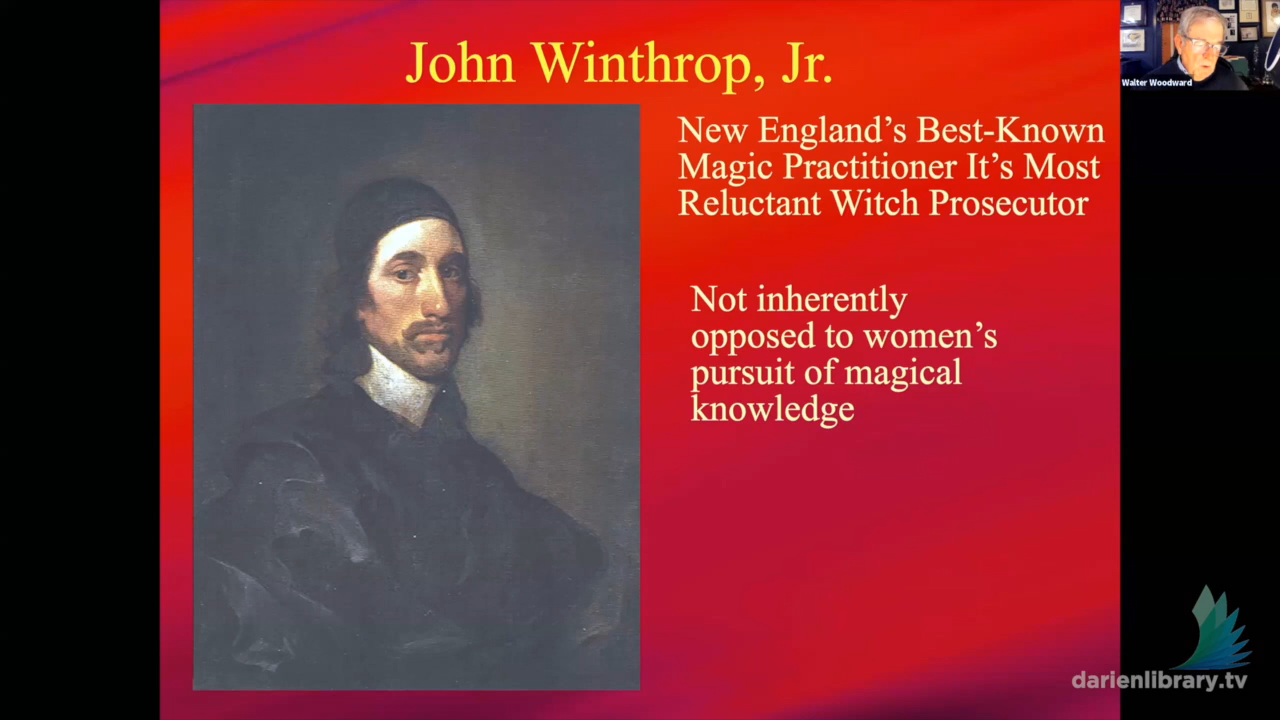 John Winthrop, Jr.
New England’s Best-Known
Magic Practitioner It’s Most
Reluctant Witch Prosecutor
Not inherently
opposed to women’s
pursuit of magical
knowledge
Walter Woodward
darienlibrary.tv